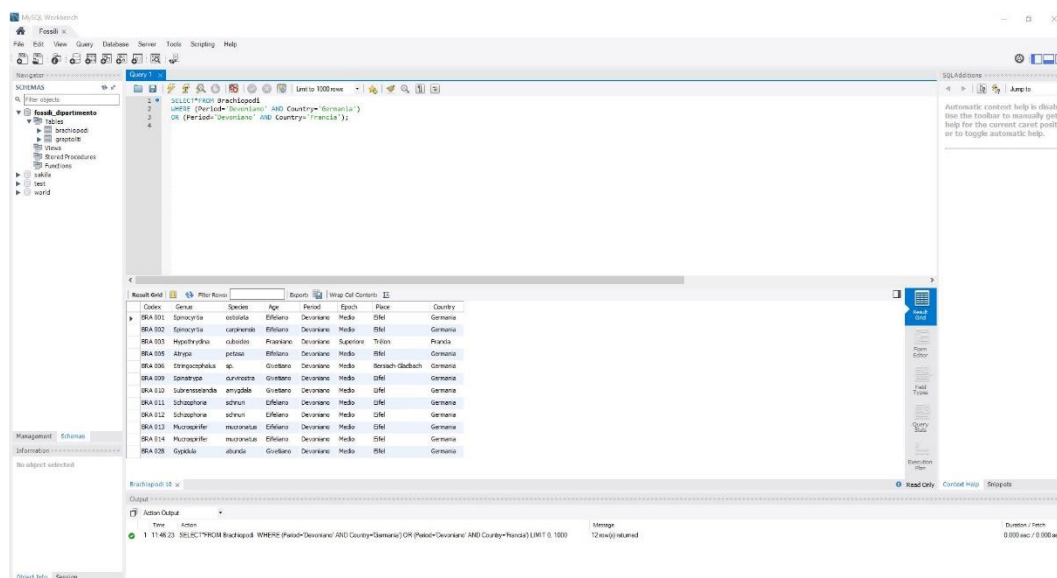 MySQL Workbench
Fossili ×
File Edit View Query Database Server Tools Scripting Help
Navigator
Query 1 ×
SQLAdditions
SCHEMAS
Filter objects
Limit to 1000 rows
Jump to
fossili_dipartimento
Tables
brachiopodi
graptoliti
Views
Stored Procedures
Functions
sakila
test
world
1 SELECT*FROM Brachiopodi
2 WHERE (Period='Devoniano' AND Country='Germania')
3 OR (Period='Devoniano' AND Country='Francia');
4
Automatic context help is disab
Use the toolbar to manually get
help for the current caret posit
or to toggle automatic help.
Result Grid Filter Rows: Export: Wrap Cell Content:
Codex Genus Species Age Period Epoch Place Country
BRA 001 Spinocyrtia ostiolata Eifeliano Devoniano Medio Eifel Germania
BRA 002 Spinocyrtia carpinensis Eifeliano Devoniano Medio Eifel Germania
BRA 003 Hypothrydina cuboides Frasniano Devoniano Superiore Trélon Francia
BRA 005 Atrypa petasa Eifeliano Devoniano Medio Eifel Germania
BRA 006 Stringocephalus sp. Givetiano Devoniano Medio Bersiach-Gladbach Germania
BRA 009 Spinatrypa curvirostra Givetiano Devoniano Medio Eifel Germania
BRA 010 Subrensselandia amygdala Givetiano Devoniano Medio Eifel Germania
BRA 011 Schizophoria schnuri Eifeliano Devoniano Medio Eifel Germania
BRA 012 Schizophoria schnuri Eifeliano Devoniano Medio Eifel Germania
BRA 013 Mucrospirifer mucronatus Eifeliano Devoniano Medio Eifel Germania
BRA 014 Mucrospirifer mucronatus Eifeliano Devoniano Medio Eifel Germania
BRA 028 Gypidula Givetiano Devoniano Medio Eifel Germania
Result
Grid
Form
Editor
Field
Types
Query
Stats
Execution
Plan
Management Schemas
Information
No object selected
Brachiopodi 10 ×
Read Only
Context Help Snippets
Output
Action Output
Time Action Message Duration / Fetch
1 11:46:23 SELECT*FROM Brachiopodi WHERE (Period='Devoniano' AND Country='Germania') OR (Period='Devoniano' AND Country='Francia') LIMIT 0, 1000 12 row(s) returned 0.000 sec / 0.000 se
Object Info Session